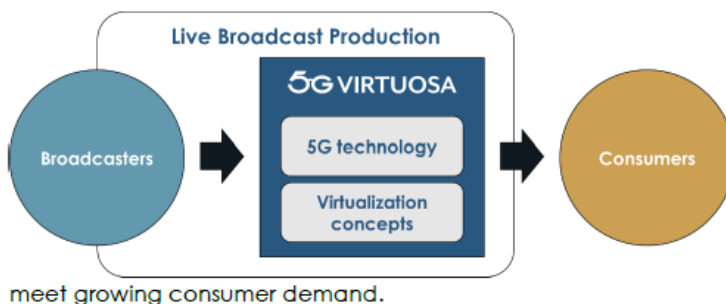 Live Broadcast Production
5G VIRTUOSA
Broadcasters
5G technology
Consumers
Virtualization
concepts
meet growing consumer demand.